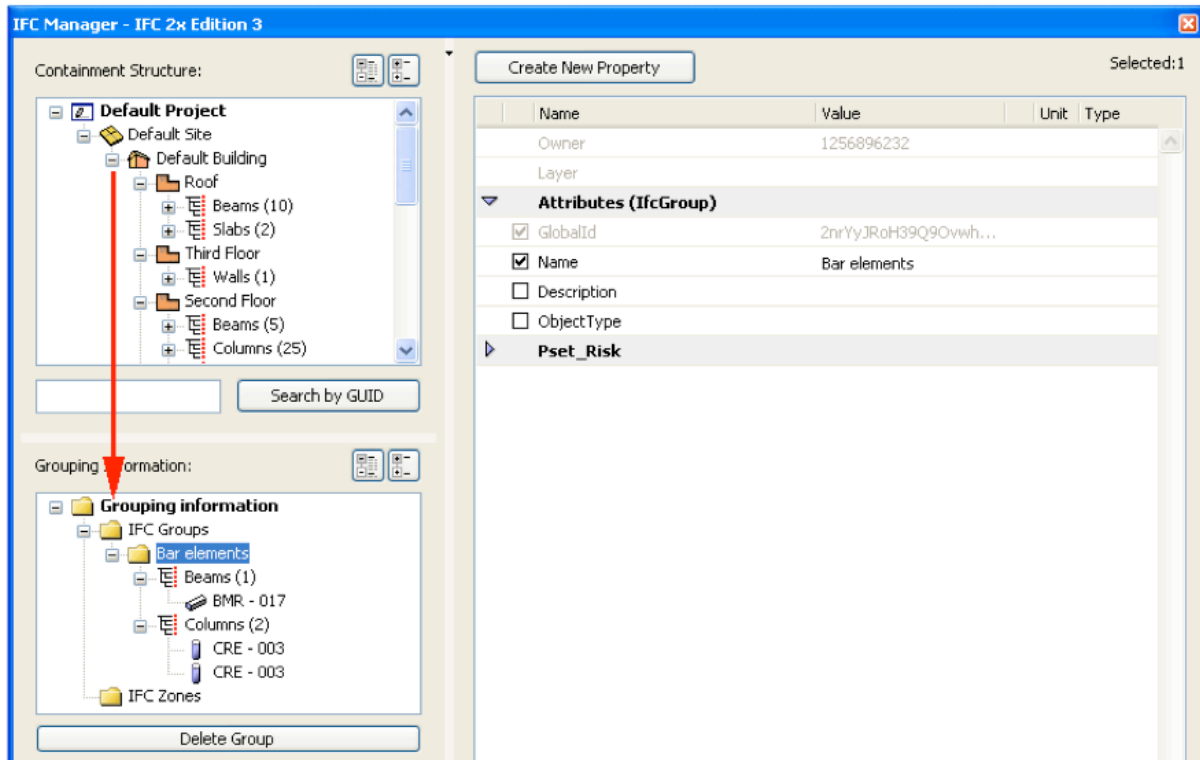 IFC Manager - IFC 2x Edition 3
Containment Structure:
Default Project
Default Site
Default Building
Roof
Beams (10)
Slabs (2)
Third Floor
Walls (1)
Second Floor
Beams (5)
Columns (25)
Search by GUID
Grouping Information:
Grouping information
IFC Groups
Bar elements
Beams (1)
BMR - 017
Columns (2)
CRE - 003
CRE - 003
IFC Zones
Delete Group
Create New Property
Selected:1
Name Value Unit Type
Owner 1256896232
Layer
Attributes (IfcGroup)
GlobalId 2nrYyJRoH39Q9Ovwh...
Name Bar elements
Description
ObjectType
Pset_Risk